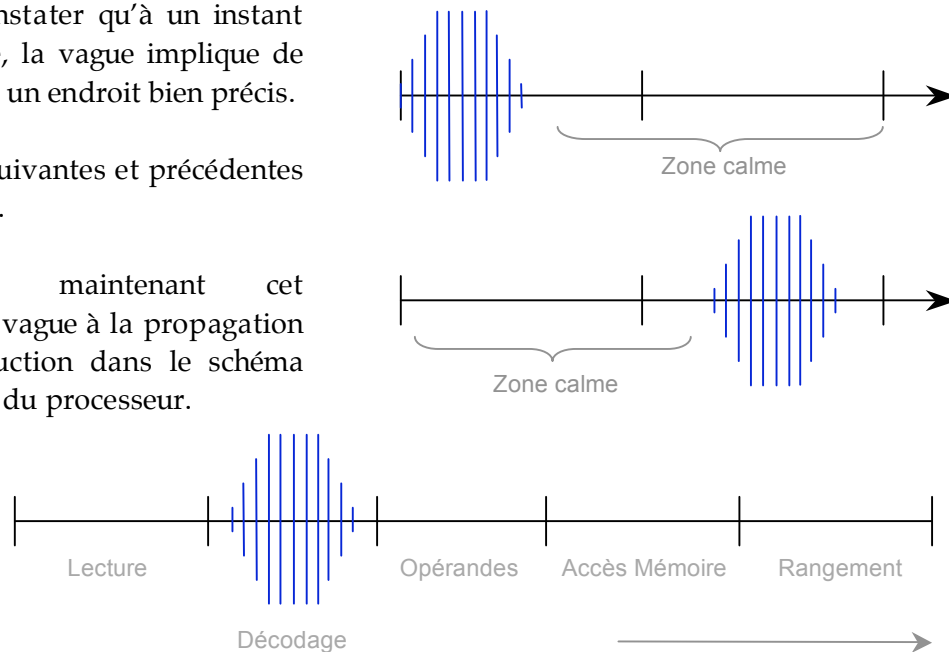 nstater qu'à un instant
, la vague implique de
un endroit bien précis.
uivantes et précédentes
.
maintenant cet
vague à la propagation
uction dans le schéma
du processeur.
Zone calme
Zone calme
Lecture
Décodage
Opérandes
Accès Mémoire
Rangement